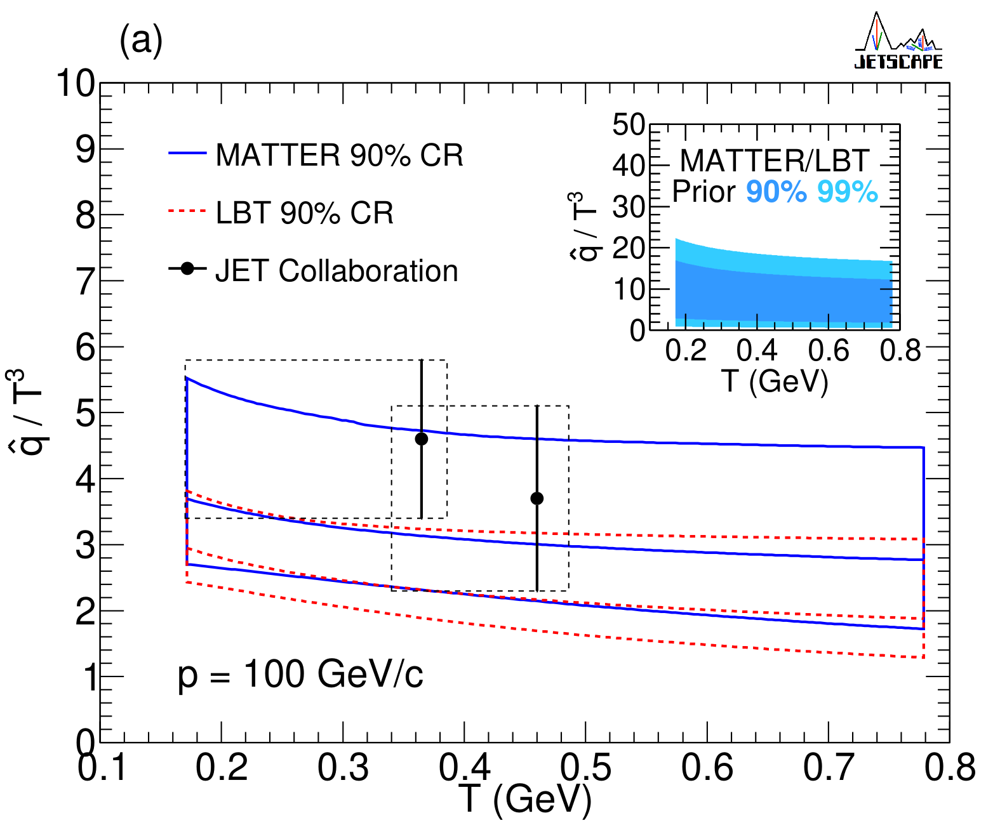 (a)
JETSCAPE
10
9
8
7
6
5
4
3
2
1
0
q̂ / T³
MATTER 90% CR
LBT 90% CR
JET Collaboration
50
40
30
20
10
0
q̂ / T³
MATTER/LBT
Prior 90% 99%
0.2 0.4 0.6 0.8
T (GeV)
p = 100 GeV/c
0.1 0.2 0.3 0.4 0.5 0.6 0.7 0.8
T (GeV)